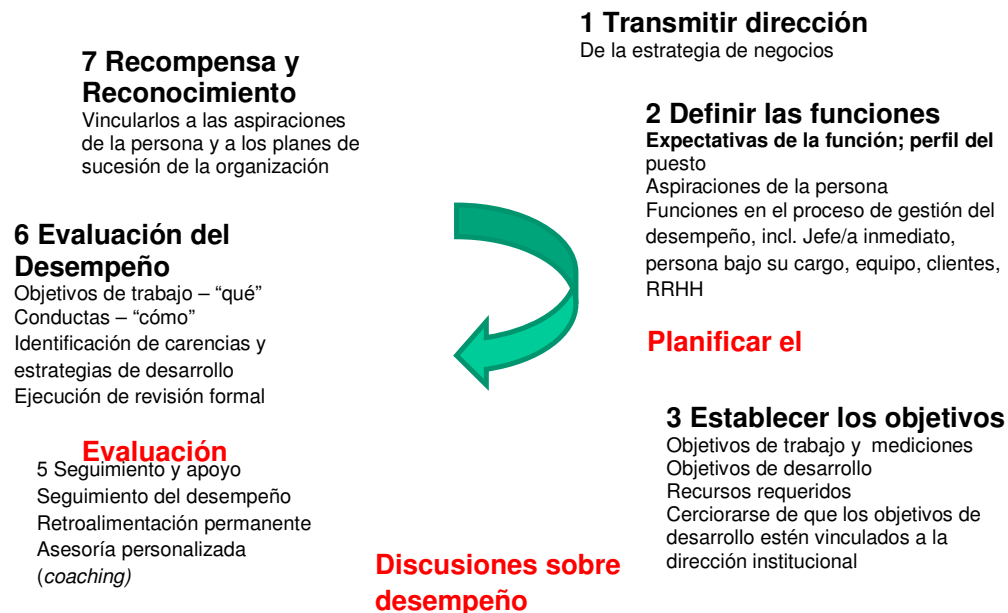 1 Transmitir dirección
De la estrategia de negocios
2 Definir las funciones
Expectativas de la función; perfil del
puesto
Aspiraciones de la persona
Funciones en el proceso de gestión del
desempeño, incl. Jefe/a inmediato,
persona bajo su cargo, equipo, clientes,
RRHH
Planificar el
3 Establecer los objetivos
Objetivos de trabajo y mediciones
Objetivos de desarrollo
Recursos requeridos
Cerciorarse de que los objetivos de
desarrollo estén vinculados a la
dirección institucional
Discusiones sobre
desempeño
Evaluación
5 Seguimiento y apoyo
Seguimiento del desempeño
Retroalimentación permanente
Asesoría personalizada
(coaching)
6 Evaluación del
Desempeño
Objetivos de trabajo – “qué”
Conductas – “cómo”
Identificación de carencias y
estrategias de desarrollo
Ejecución de revisión formal
7 Recompensa y
Reconocimiento
Vincularlos a las aspiraciones
de la persona y a los planes de
sucesión de la organización